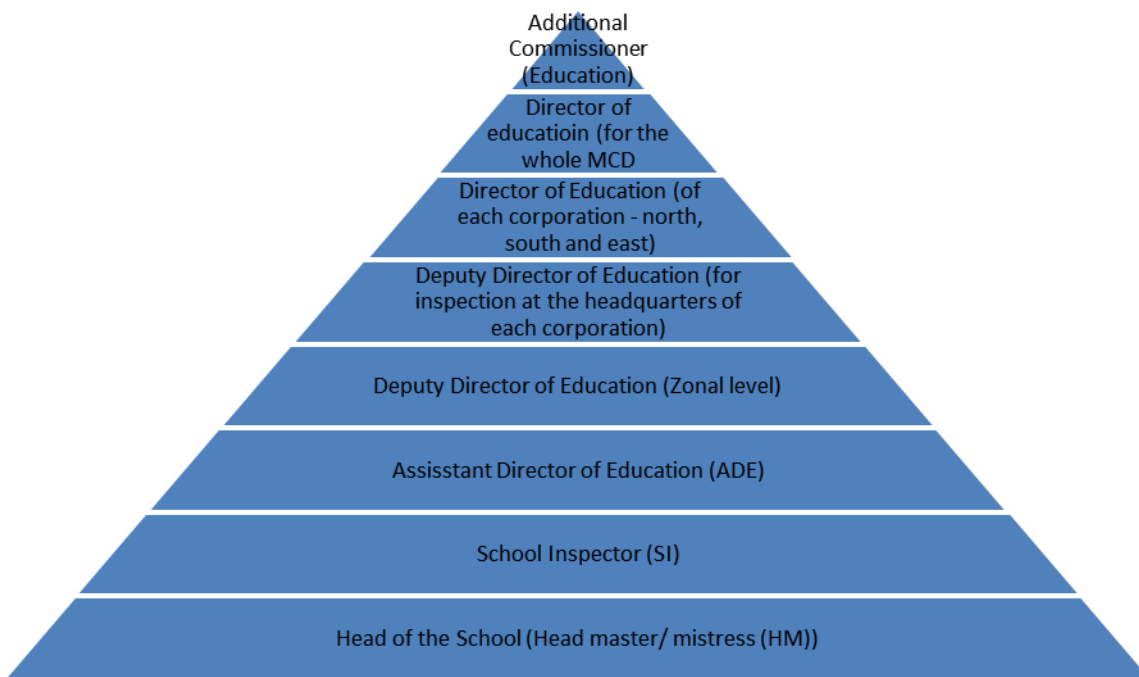 Additional
Commissioner
(Education)
Director of
educatioin (for the
whole MCD
Director of Education (of
each corporation - north,
south and east)
Deputy Director of Education (for
inspection at the headquarters of
each corporation)
Deputy Director of Education (Zonal level)
Assisstant Director of Education (ADE)
School Inspector (SI)
Head of the School (Head master/ mistress (HM))